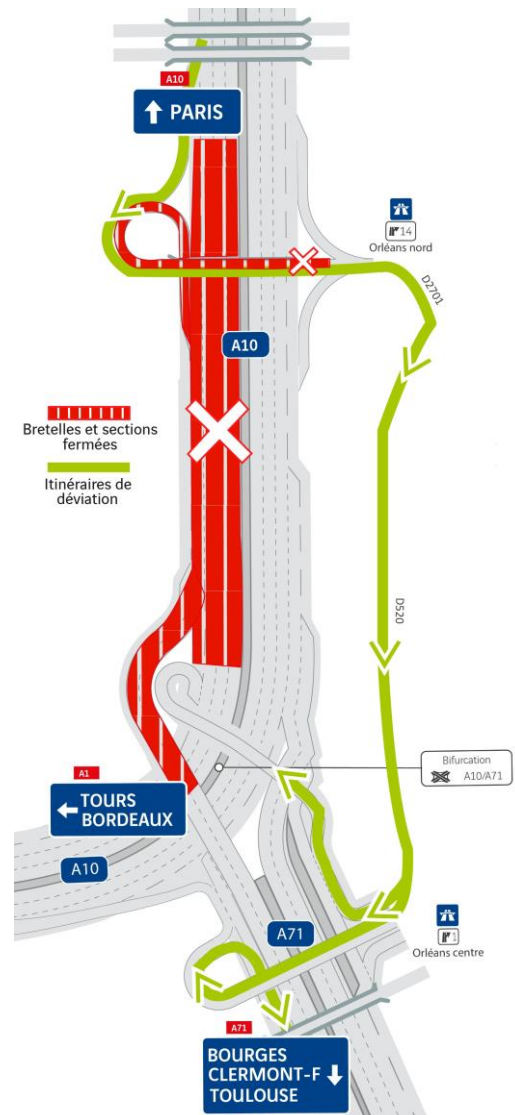 A10
PARIS
14
Orléans nord
D2701
A10
Bretelles et sections
fermées
Itinéraires de
déviation
D520
Bifurcation
A10/A71
A1
TOURS
BORDEAUX
A10
A71
1
Orléans centre
A71
BOURGES
CLERMONT-F
TOULOUSE